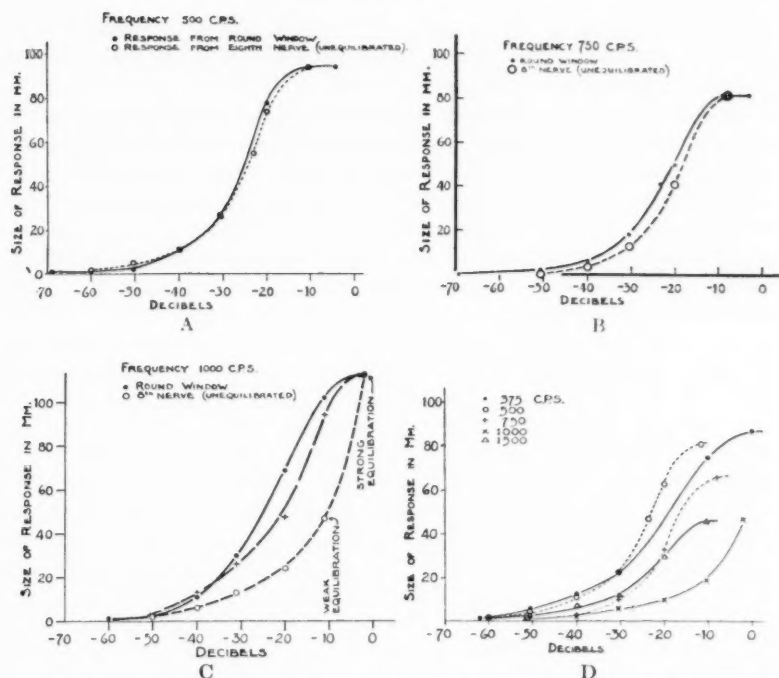 FREQUENCY 500 C.P.S.
• RESPONSE FROM ROUND WINDOW
○ RESPONSE FROM EIGHTH NERVE (UNEQUILIBRATED).
SIZE OF RESPONSE IN MM.
100
80
60
40
20
0
-70 -60 -50 -40 -30 -20 -10 0
DECIBELS
A
FREQUENCY 750 C.P.S.
• ROUND WINDOW
○ 8TH NERVE (UNEQUILIBRATED)
SIZE OF RESPONSE IN MM.
100
80
60
40
20
0
-70 -60 -50 -40 -30 -20 -10 0
DECIBELS
B
FREQUENCY 1000 C.P.S.
• ROUND WINDOW
○ 8TH NERVE (UNEQUILIBRATED)
SIZE OF RESPONSE IN MM.
100
80
60
40
20
0
STRONG
EQUILIBRATION
WEAK
EQUILIBRATION
-70 -60 -50 -40 -30 -20 -10 0
DECIBELS
C
• 375 C.P.S.
○ 500
+ 750
× 1000
△ 1500
SIZE OF RESPONSE IN MM.
100
80
60
40
20
-70 -60 -50 -40 -30 -20 -10 0
DECIBELS
D